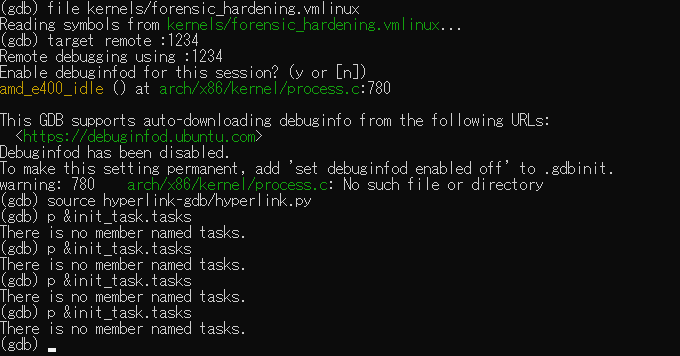 (gdb) file kernels/forensic_hardening.vmlinux
Reading symbols from kernels/forensic_hardening.vmlinux...
(gdb) target remote :1234
Remote debugging using :1234
Enable debuginfod for this session? (y or [n])
amd_e400_idle () at arch/x86/kernel/process.c:780

This GDB supports auto-downloading debuginfo from the following URLs:
  <https://debuginfod.ubuntu.com>
Debuginfod has been disabled.
To make this setting permanent, add 'set debuginfod enabled off' to .gdbinit.
warning: 780    arch/x86/kernel/process.c: No such file or directory
(gdb) source hyperlink-gdb/hyperlink.py
(gdb) p &init_task.tasks
There is no member named tasks.
(gdb) p &init_task.tasks
There is no member named tasks.
(gdb) p &init_task.tasks
There is no member named tasks.
(gdb) p &init_task.tasks
There is no member named tasks.
(gdb)